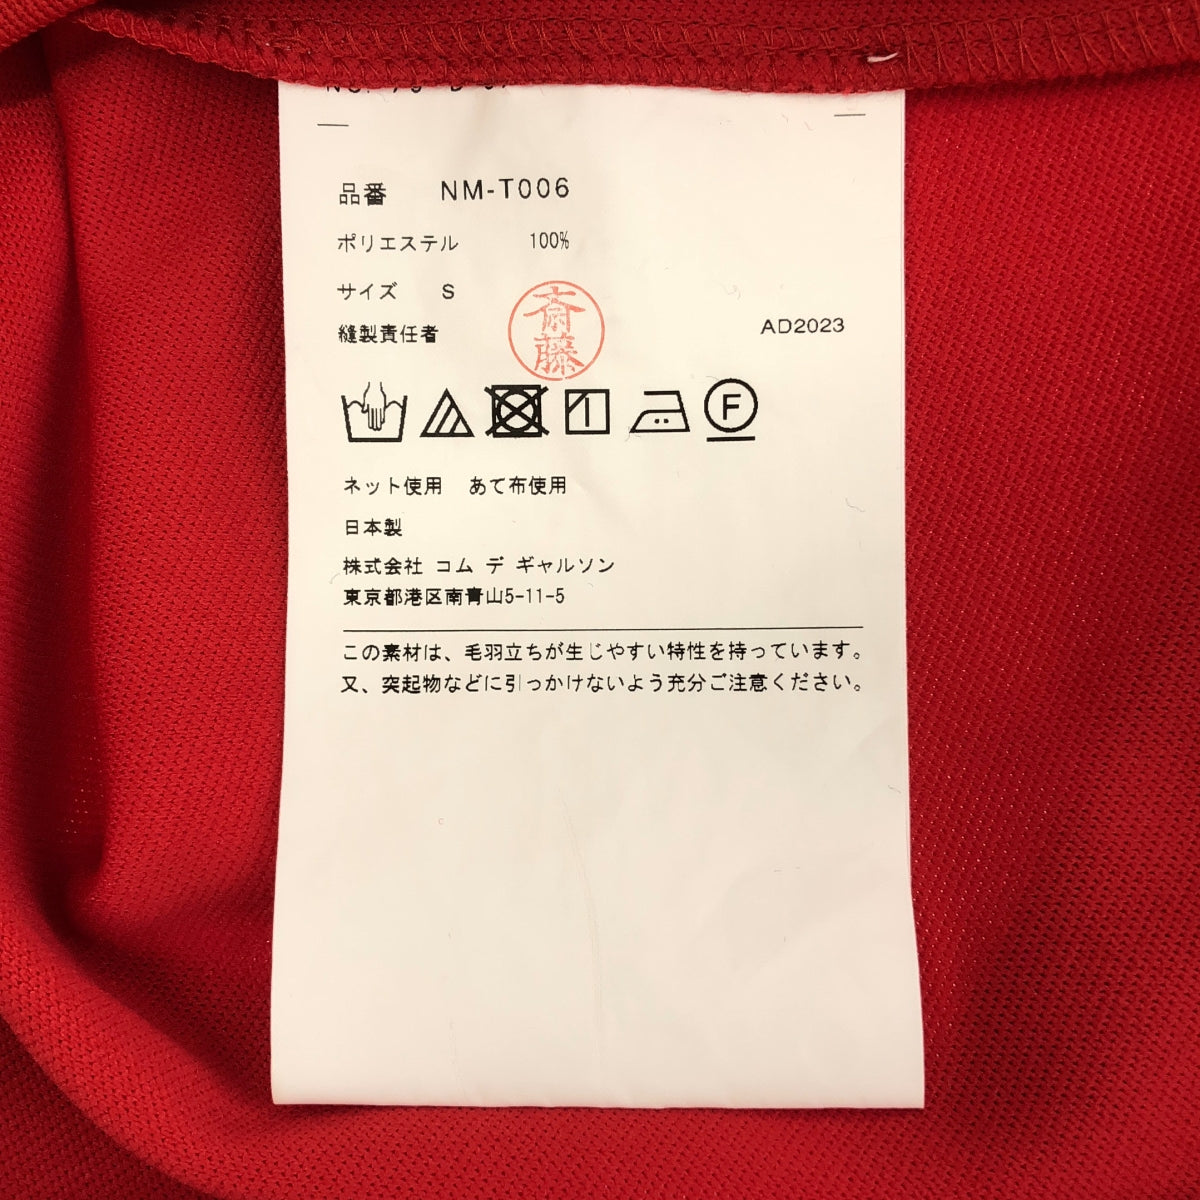 品番 NM-T006
ポリエステル 100%
サイズ S
縫製責任者 斎藤 AD2023
F
ネット使用 あて布使用
日本製
株式会社 コム デ ギャルソン
東京都港区南青山5-11-5
この素材は、毛羽立ちが生じやすい特性を持っています。
又、突起物などに引っかけないよう充分ご注意ください。